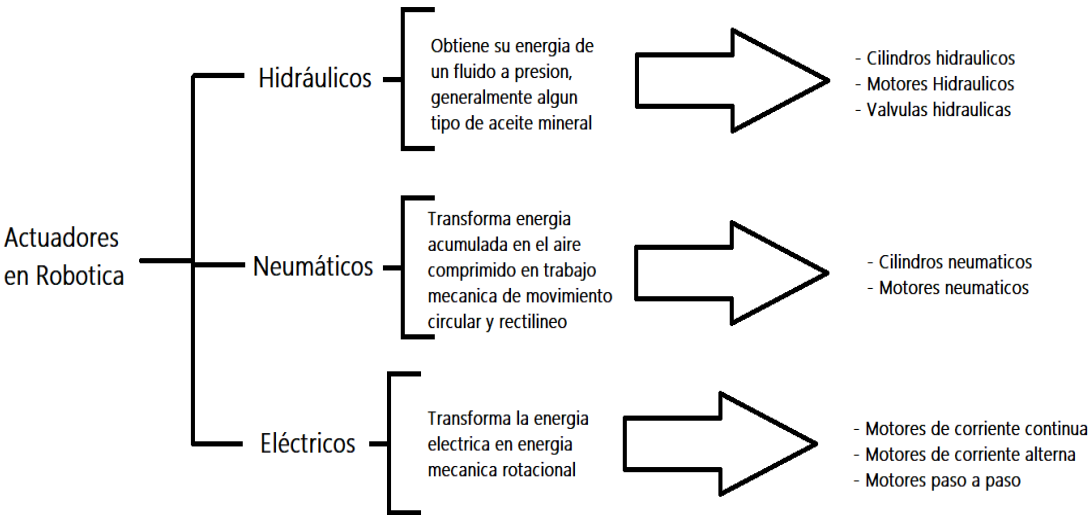 Actuadores
en Robotica
Hidráulicos
Obtiene su energia de
un fluido a presion,
generalmente algun
tipo de aceite mineral
- Cilindros hidraulicos
- Motores Hidraulicos
- Valvulas hidraulicas
Neumáticos
Transforma energia
acumulada en el aire
comprimido en trabajo
mecanica de movimiento
circular y rectilineo
- Cilindros neumaticos
- Motores neumaticos
Eléctricos
Transforma la energia
electrica en energia
mecanica rotacional
- Motores de corriente continua
- Motores de corriente alterna
- Motores paso a paso